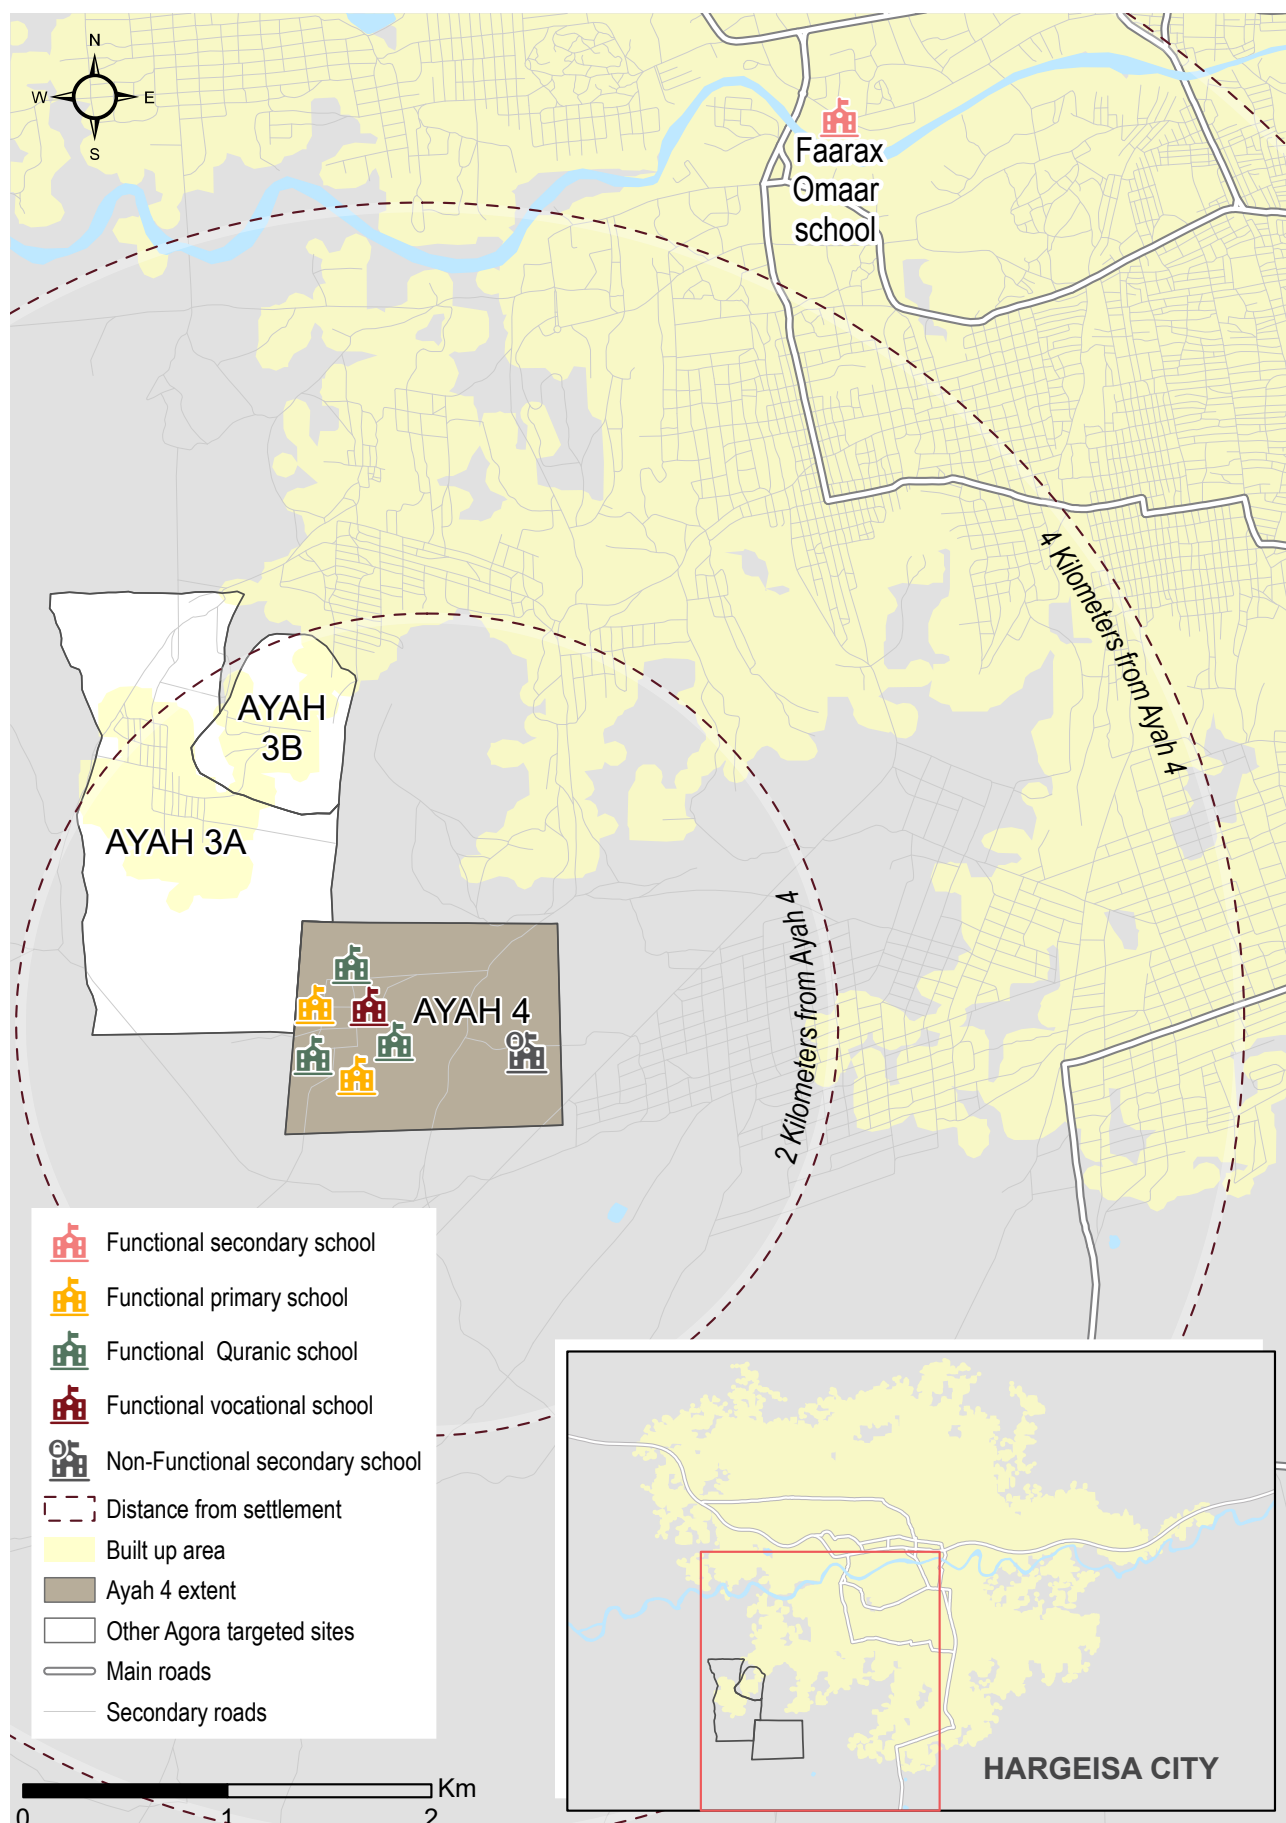 N
W
E
S
Faarax
Omaar
school
4 Kilometers from Ayah 4
AYAH
3B
AYAH 3A
2 Kilometers from Ayah 4
AYAH 4
Functional secondary school
Functional primary school
Functional Quranic school
Functional vocational school
Non-Functional secondary school
Distance from settlement
Built up area
Ayah 4 extent
Other Agora targeted sites
Main roads
Secondary roads
HARGEISA CITY
Km
0 1 2